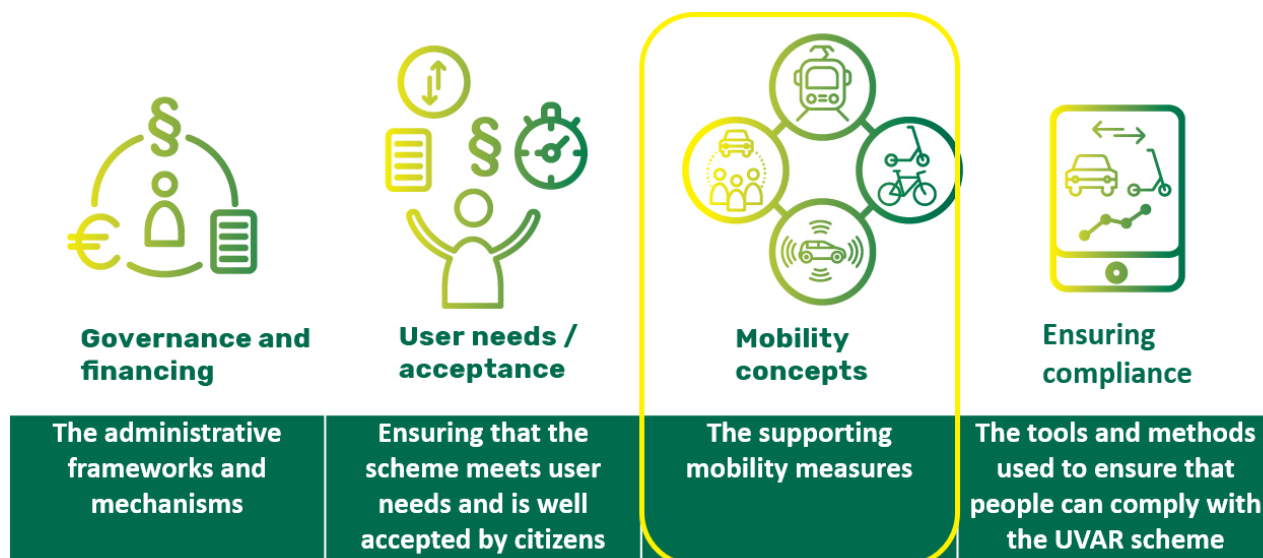 Governance and
financing
User needs /
acceptance
Mobility
concepts
Ensuring
compliance
The administrative
frameworks and
mechanisms
Ensuring that the
scheme meets user
needs and is well
accepted by citizens
The supporting
mobility measures
The tools and methods
used to ensure that
people can comply with
the UVAR scheme